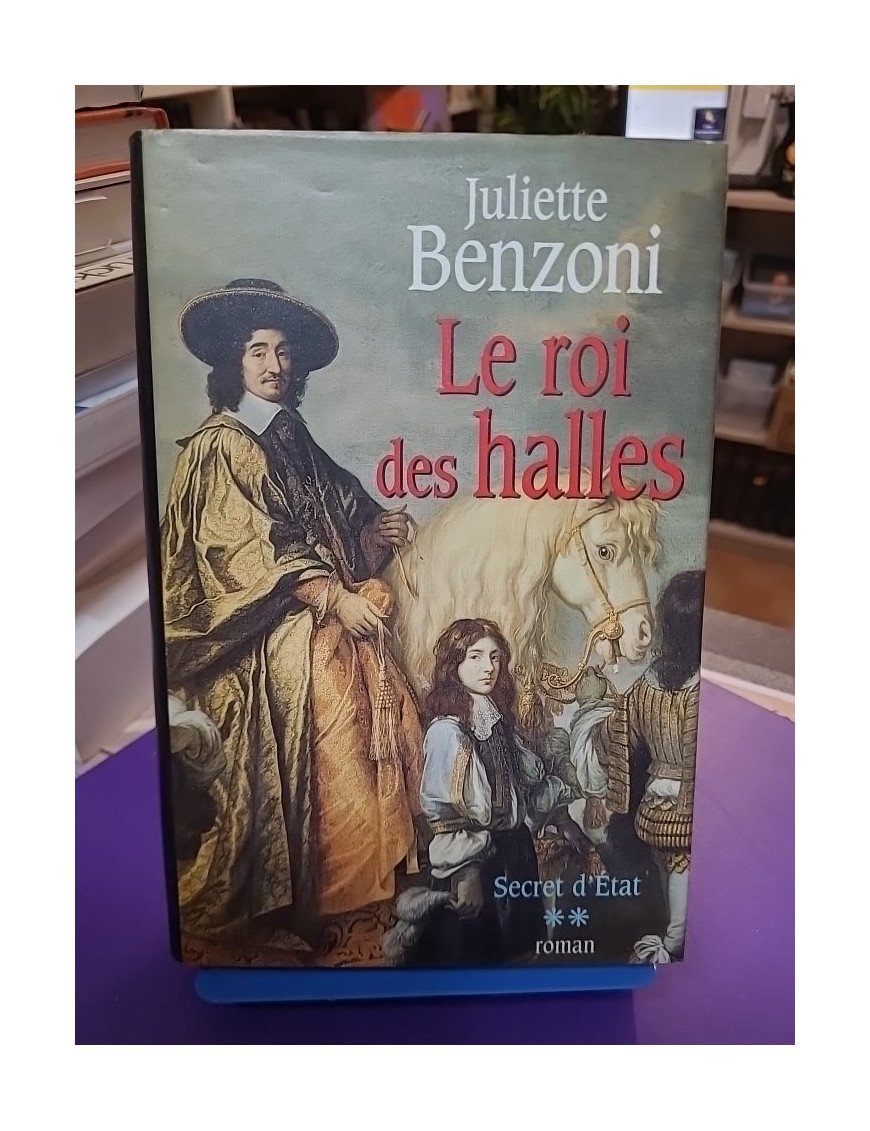 Juliette
Benzoni
Le roi
des halles
Secret d'État
**
roman